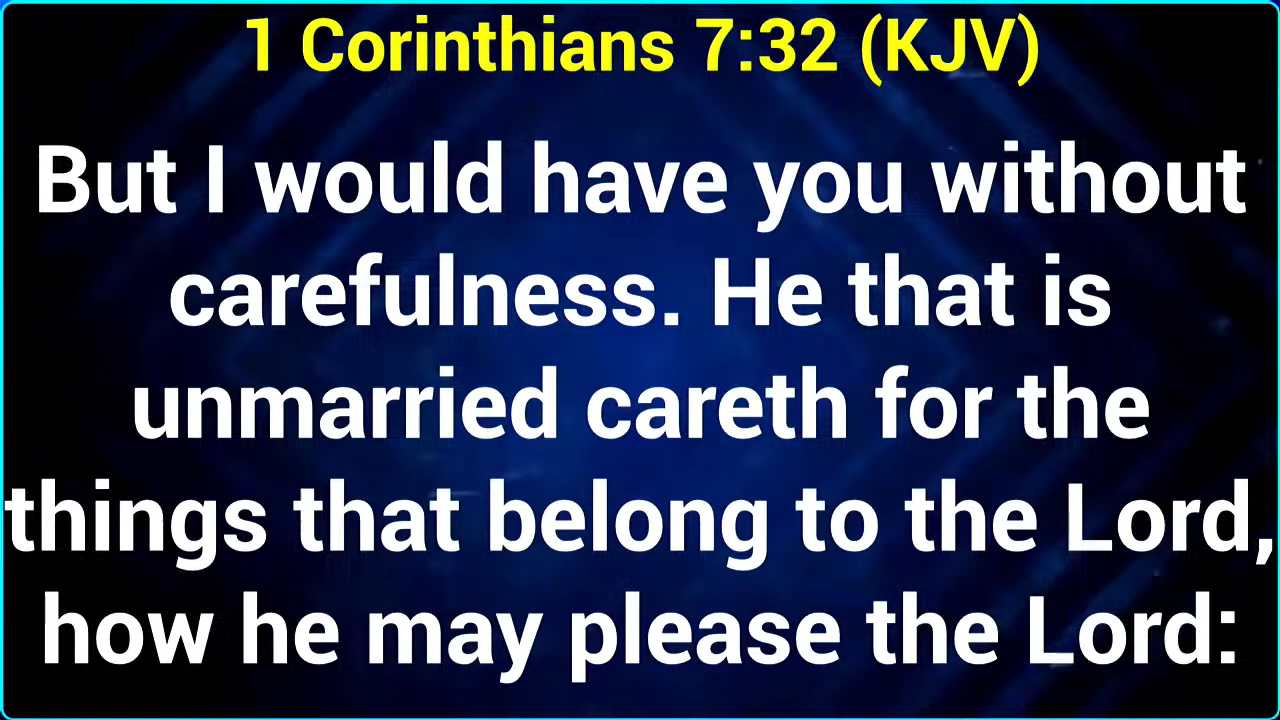 1 Corinthians 7:32 (KJV)
But I would have you without
carefulness. He that is
unmarried careth for the
things that belong to the Lord,
how he may please the Lord: